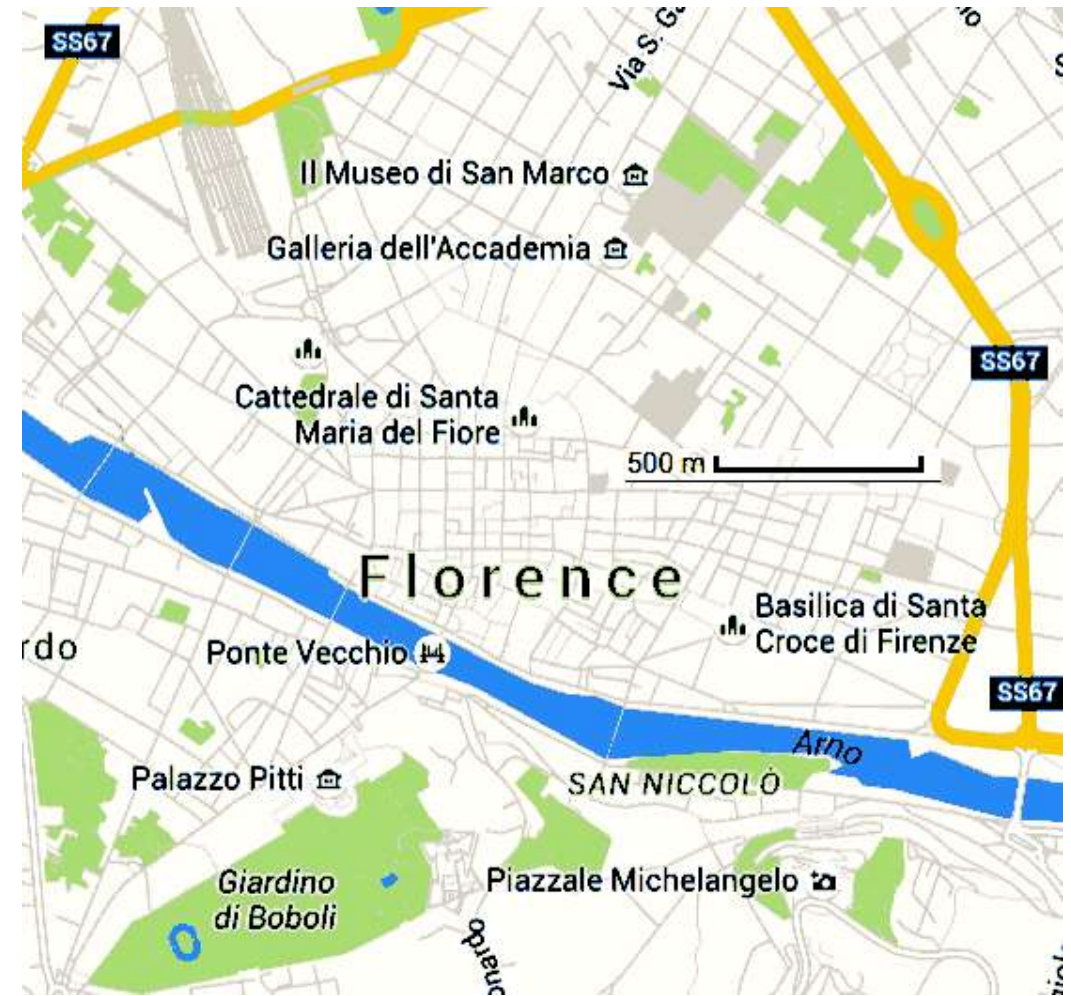 SS67
Via S. Ga
Il Museo di San Marco
Galleria dell'Accademia
SS67
Cattedrale di Santa
Maria del Fiore
500 m
Florence
Basilica di Santa
Croce di Firenze
rdo
Ponte Vecchio
SS67
Arno
Palazzo Pitti
SAN NICCOLÒ
Giardino
di Boboli
Piazzale Michelangelo
onardo